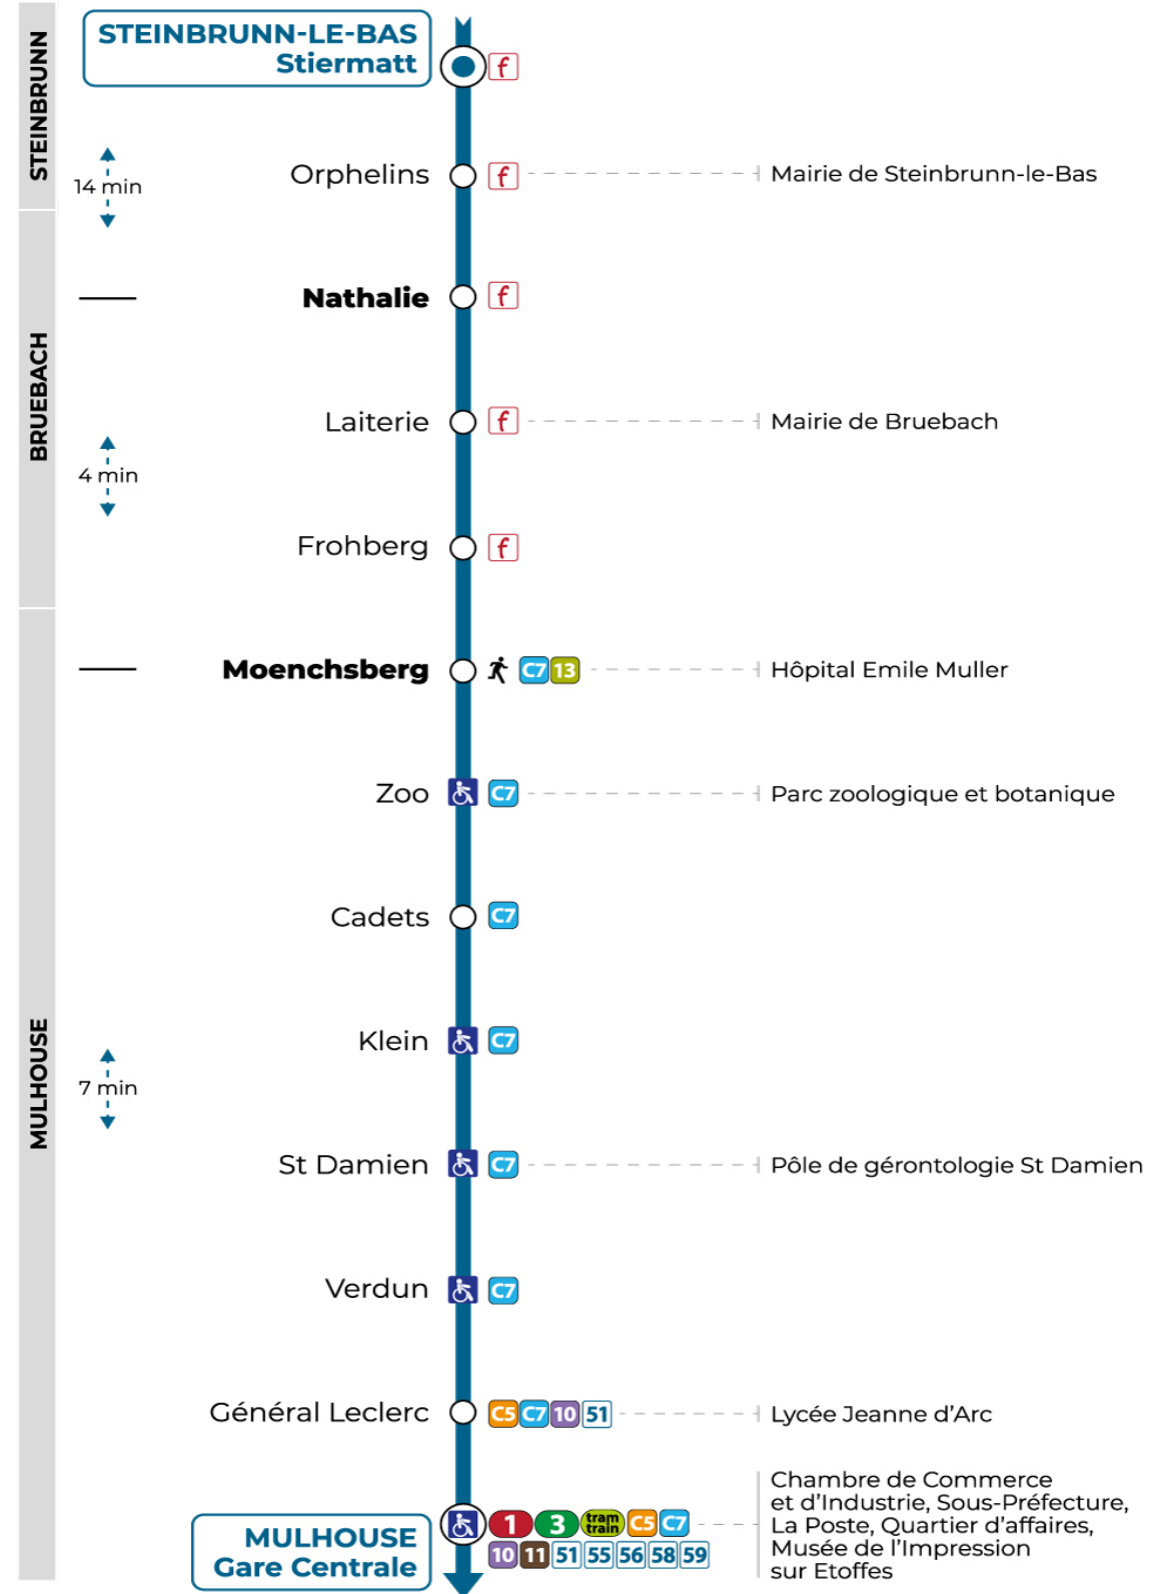 STEINBRUNN
STEINBRUNN-LE-BAS
Stiermatt
f
14 min
Orphelins
f
Mairie de Steinbrunn-le-Bas
BRUEBACH
Nathalie
f
Laiterie
f
Mairie de Bruebach
4 min
Frohberg
f
MULHOUSE
Moenchsberg
C7 13
Hôpital Emile Muller
Zoo
C7
Parc zoologique et botanique
Cadets
C7
Klein
C7
7 min
St Damien
C7
Pôle de gérontologie St Damien
Verdun
C7
Général Leclerc
C5 C7 10 51
Lycée Jeanne d’Arc
MULHOUSE
Gare Centrale
1 3 tram train C5 C7
10 11 51 55 56 58 59
Chambre de Commerce
et d’Industrie, Sous-Préfecture,
La Poste, Quartier d’affaires,
Musée de l’Impression
sur Etoffes